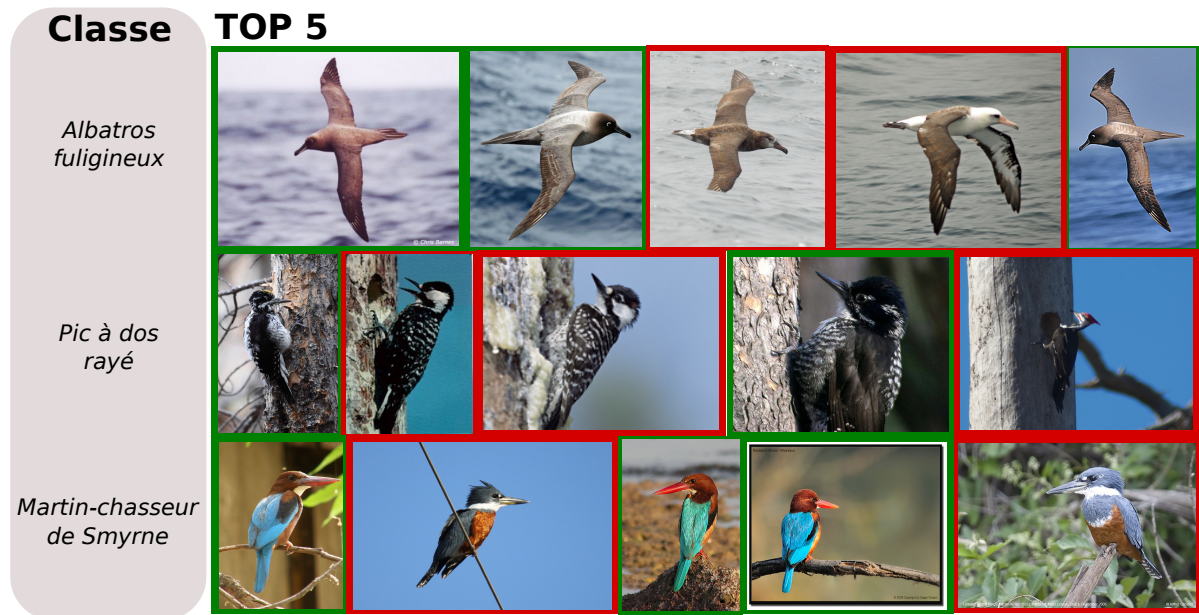 Classe
TOP 5
Albatros
fuligineux
© Chris Barnes
Pic à dos
rayé
Martin-chasseur
de Smyrne